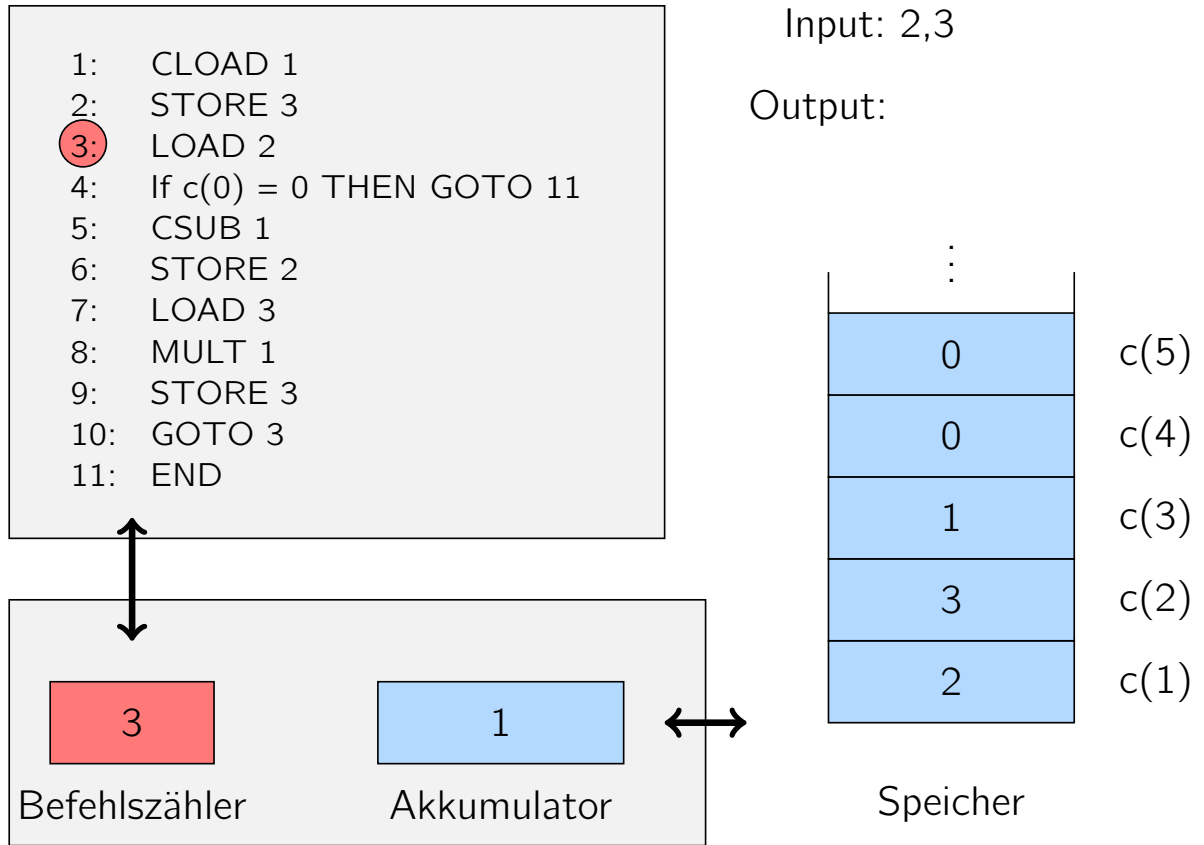 1: CLOAD 1
2: STORE 3
3: LOAD 2
4: If c(0) = 0 THEN GOTO 11
5: CSUB 1
6: STORE 2
7: LOAD 3
8: MULT 1
9: STORE 3
10: GOTO 3
11: END
Input: 2,3
Output:
⋮
0 c(5)
0 c(4)
1 c(3)
3 c(2)
2 c(1)
Speicher
3
Befehlszähler
1
Akkumulator